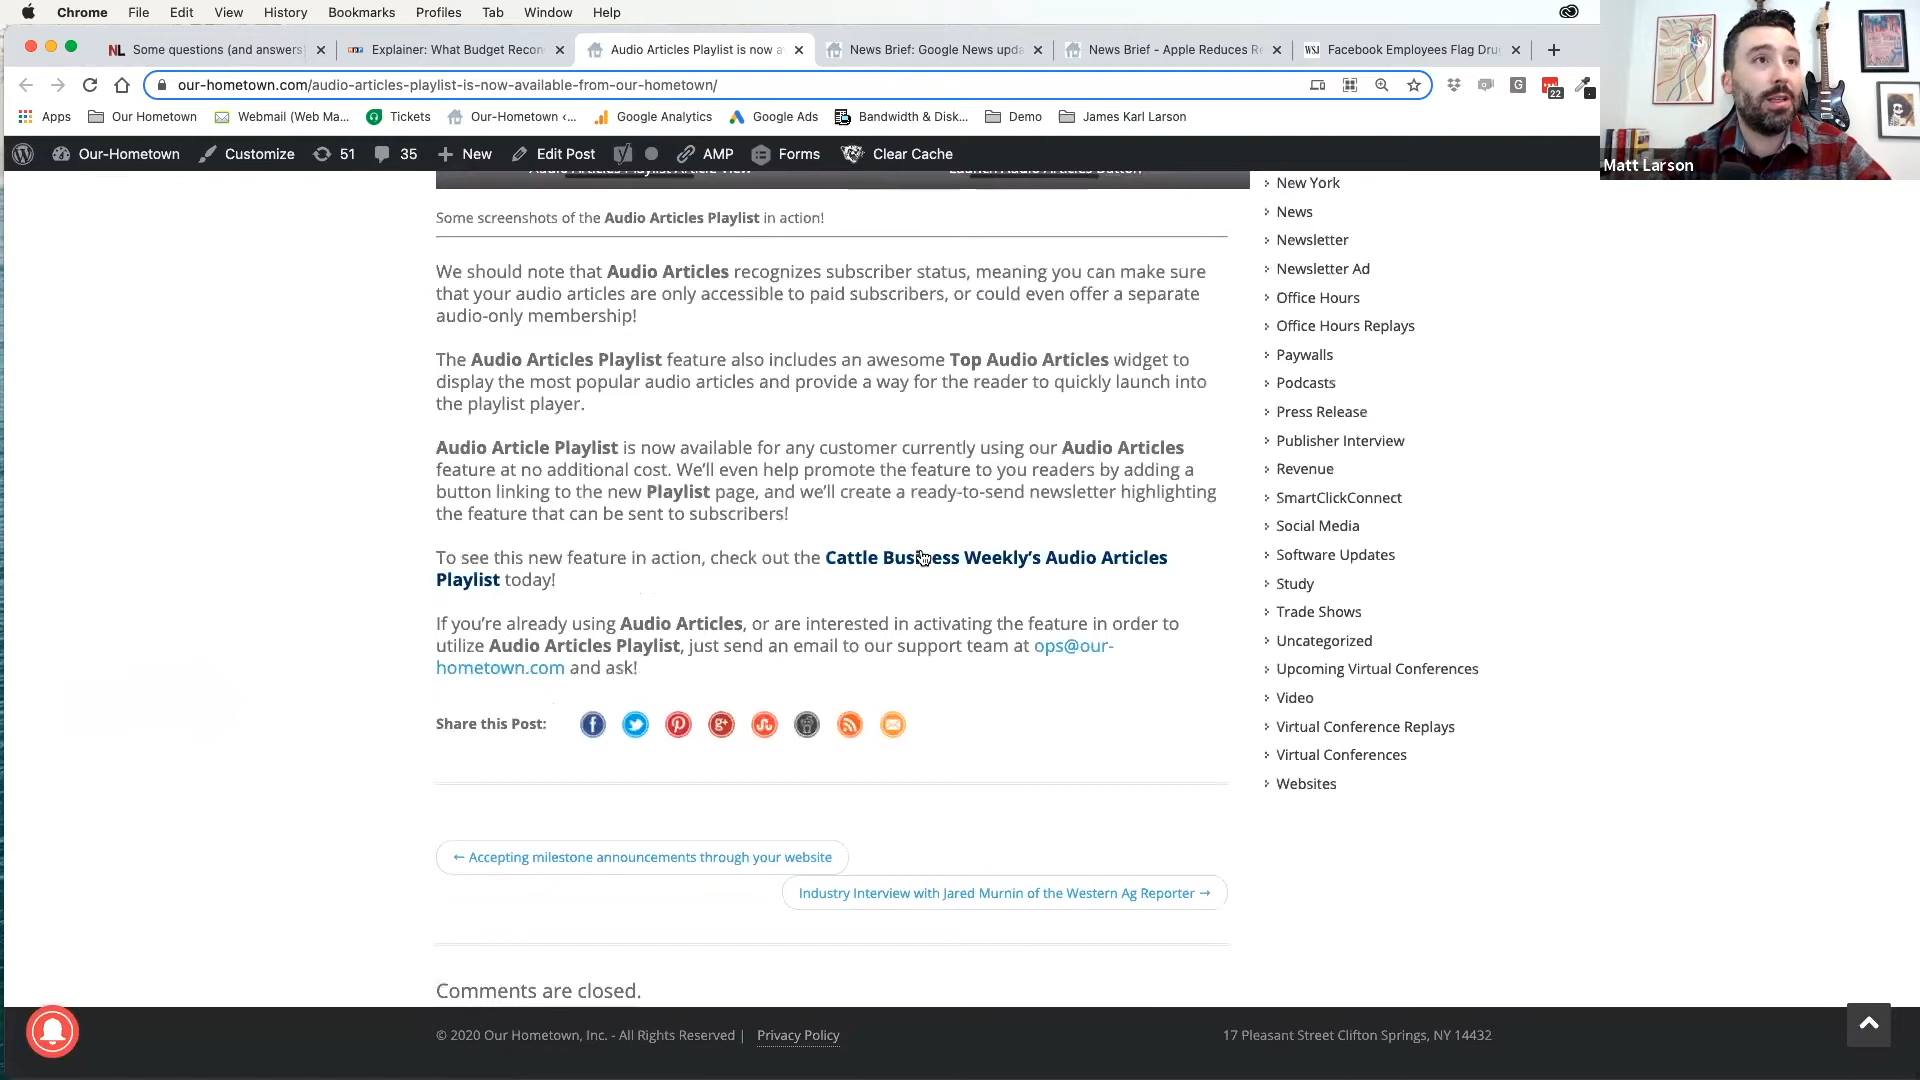 Chrome File Edit View History Bookmarks Profiles Tab Window Help
NL Some questions (and answers) Explainer: What Budget Recon Audio Articles Playlist is now a News Brief: Google News upda News Brief - Apple Reduces Re WSJ Facebook Employees Flag Dru
our-hometown.com/audio-articles-playlist-is-now-available-from-our-hometown/
22
Apps Our Hometown Webmail (Web Ma... Tickets Our-Hometown ‹... Google Analytics Google Ads Bandwidth & Disk... Demo James Karl Larson
Our-Hometown Customize 51 35 New Edit Post AMP Forms Clear Cache
Matt Larson
Audio Articles Playlist Article View Launch Audio Articles Button
Some screenshots of the Audio Articles Playlist in action!
We should note that Audio Articles recognizes subscriber status, meaning you can make sure
that your audio articles are only accessible to paid subscribers, or could even offer a separate
audio-only membership!
The Audio Articles Playlist feature also includes an awesome Top Audio Articles widget to
display the most popular audio articles and provide a way for the reader to quickly launch into
the playlist player.
Audio Article Playlist is now available for any customer currently using our Audio Articles
feature at no additional cost. We'll even help promote the feature to you readers by adding a
button linking to the new Playlist page, and we'll create a ready-to-send newsletter highlighting
the feature that can be sent to subscribers!
To see this new feature in action, check out the Cattle Business Weekly's Audio Articles
Playlist today!
If you're already using Audio Articles, or are interested in activating the feature in order to
utilize Audio Articles Playlist, just send an email to our support team at ops@our-
hometown.com and ask!
Share this Post:
← Accepting milestone announcements through your website
Industry Interview with Jared Murnin of the Western Ag Reporter →
Comments are closed.
New York
News
Newsletter
Newsletter Ad
Office Hours
Office Hours Replays
Paywalls
Podcasts
Press Release
Publisher Interview
Revenue
SmartClickConnect
Social Media
Software Updates
Study
Trade Shows
Uncategorized
Upcoming Virtual Conferences
Video
Virtual Conference Replays
Virtual Conferences
Websites
© 2020 Our Hometown, Inc. - All Rights Reserved | Privacy Policy
17 Pleasant Street Clifton Springs, NY 14432